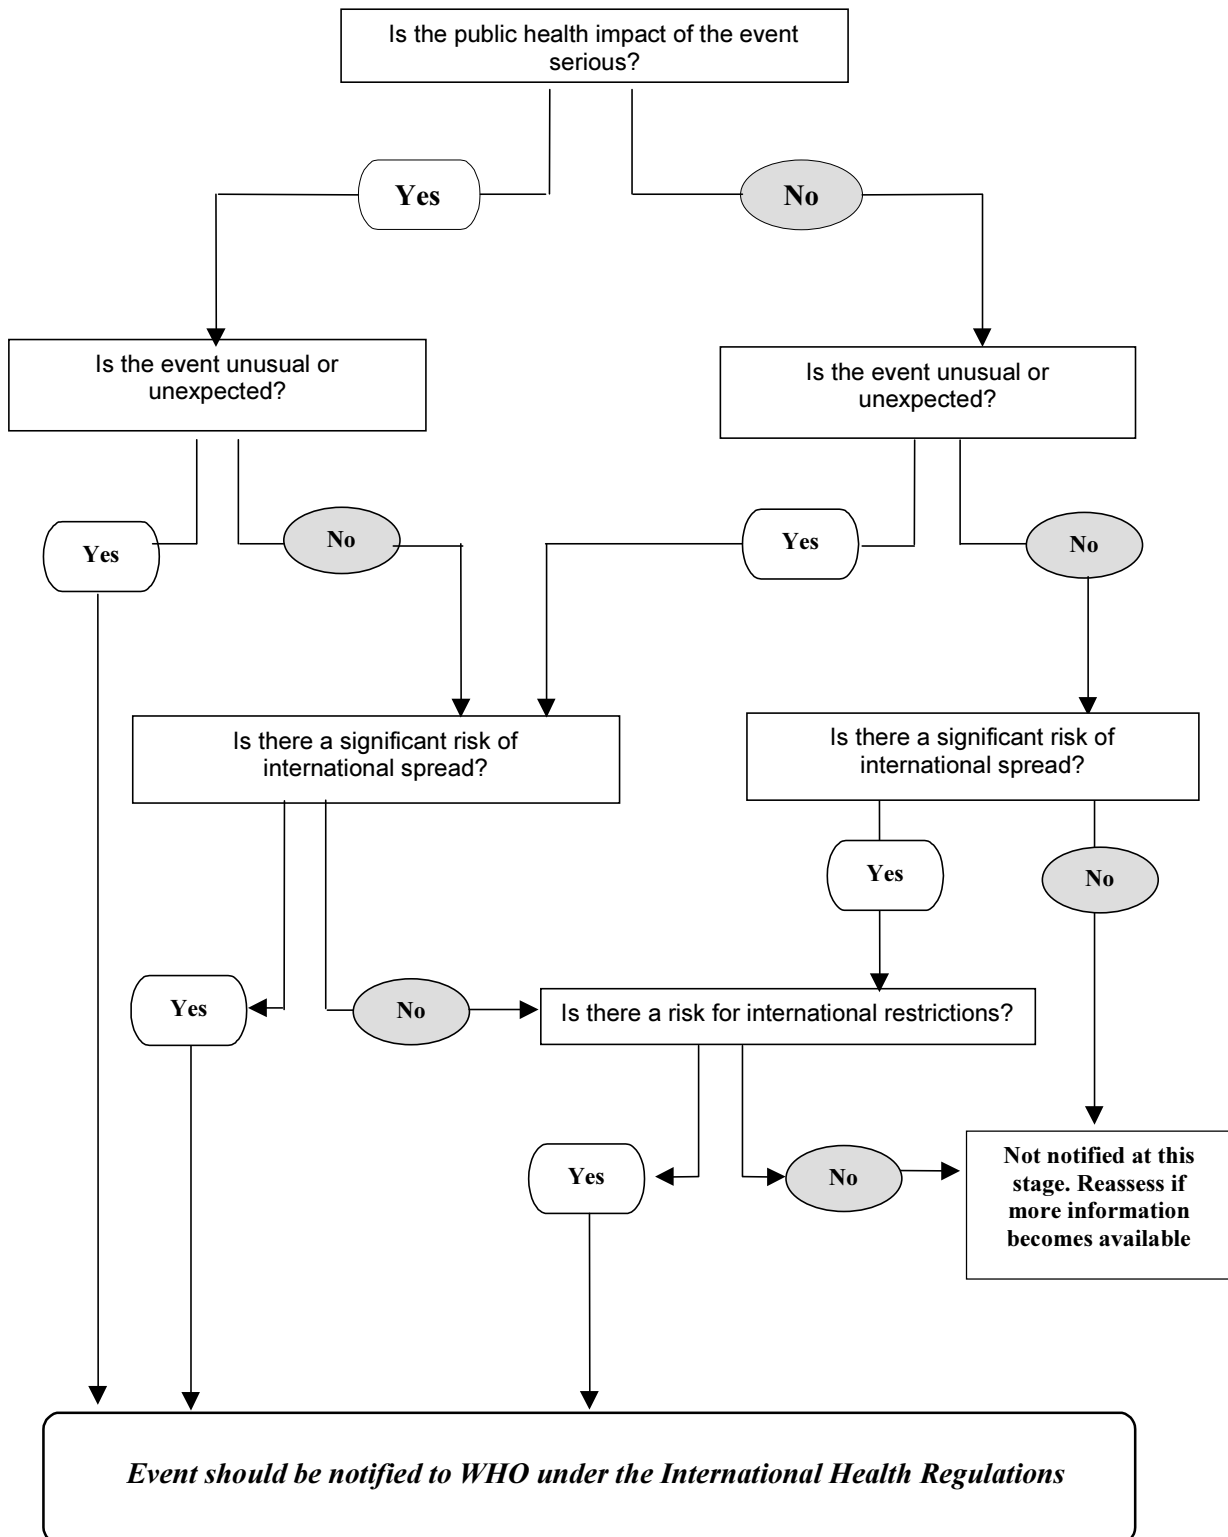 Is the public health impact of the event
serious?
Yes
No
Is the event unusual or
unexpected?
Is the event unusual or
unexpected?
Yes
No
Yes
No
Is there a significant risk of
international spread?
Is there a significant risk of
international spread?
Yes
No
Yes
No
Is there a risk for international restrictions?
Yes
No
Not notified at this
stage. Reassess if
more information
becomes available
Event should be notified to WHO under the International Health Regulations